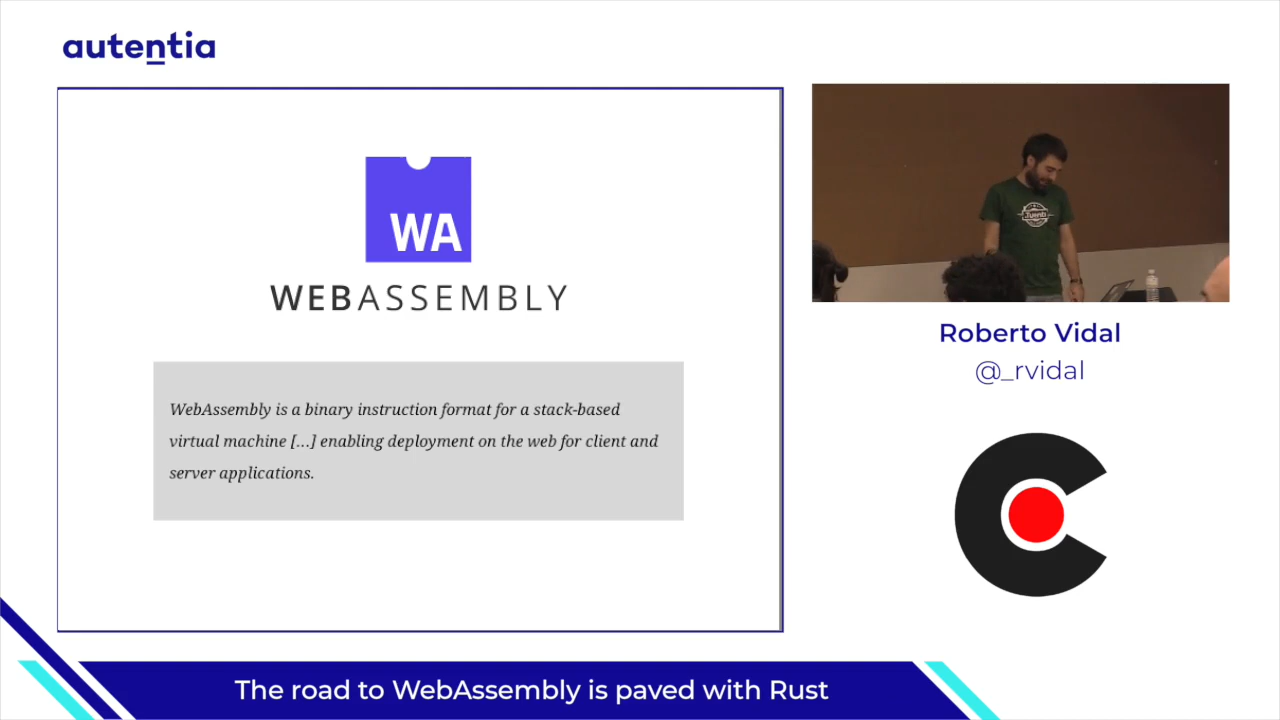 autentia
WA
WEBASSEMBLY
WebAssembly is a binary instruction format for a stack-based
virtual machine [...] enabling deployment on the web for client and
server applications.
Roberto Vidal
@_rvidal
The road to WebAssembly is paved with Rust